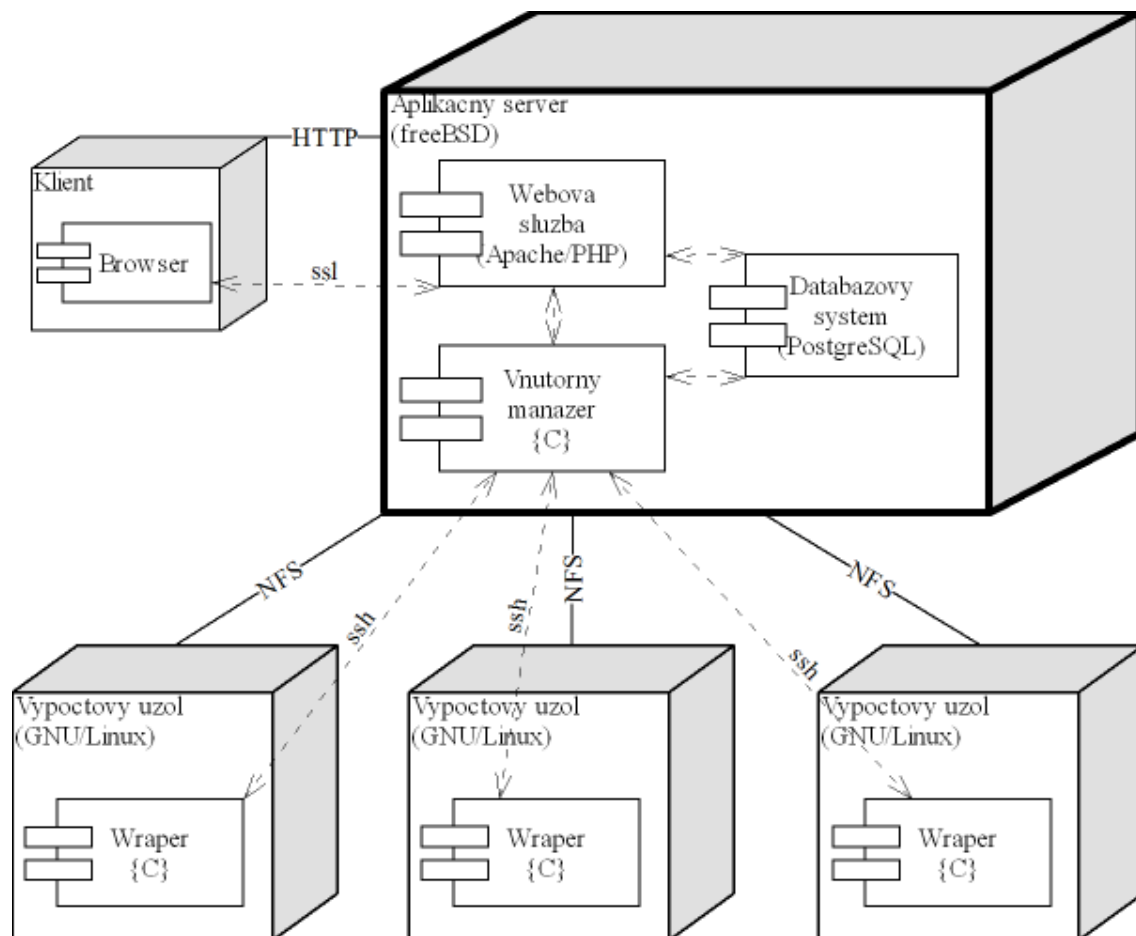 Aplikacny server
(freeBSD)
HTTP
Klient
Browser
ssl
Webova
sluzba
(Apache/PHP)
Databazovy
system
(PostgreSQL)
Vnutorny
manazer
{C}
NFS
NFS
NFS
ssh
ssh
ssh
Vypoctovy uzol
(GNU/Linux)
Wraper
{C}
Vypoctovy uzol
(GNU/Linux)
Wraper
{C}
Vypoctovy uzol
(GNU/Linux)
Wraper
{C}